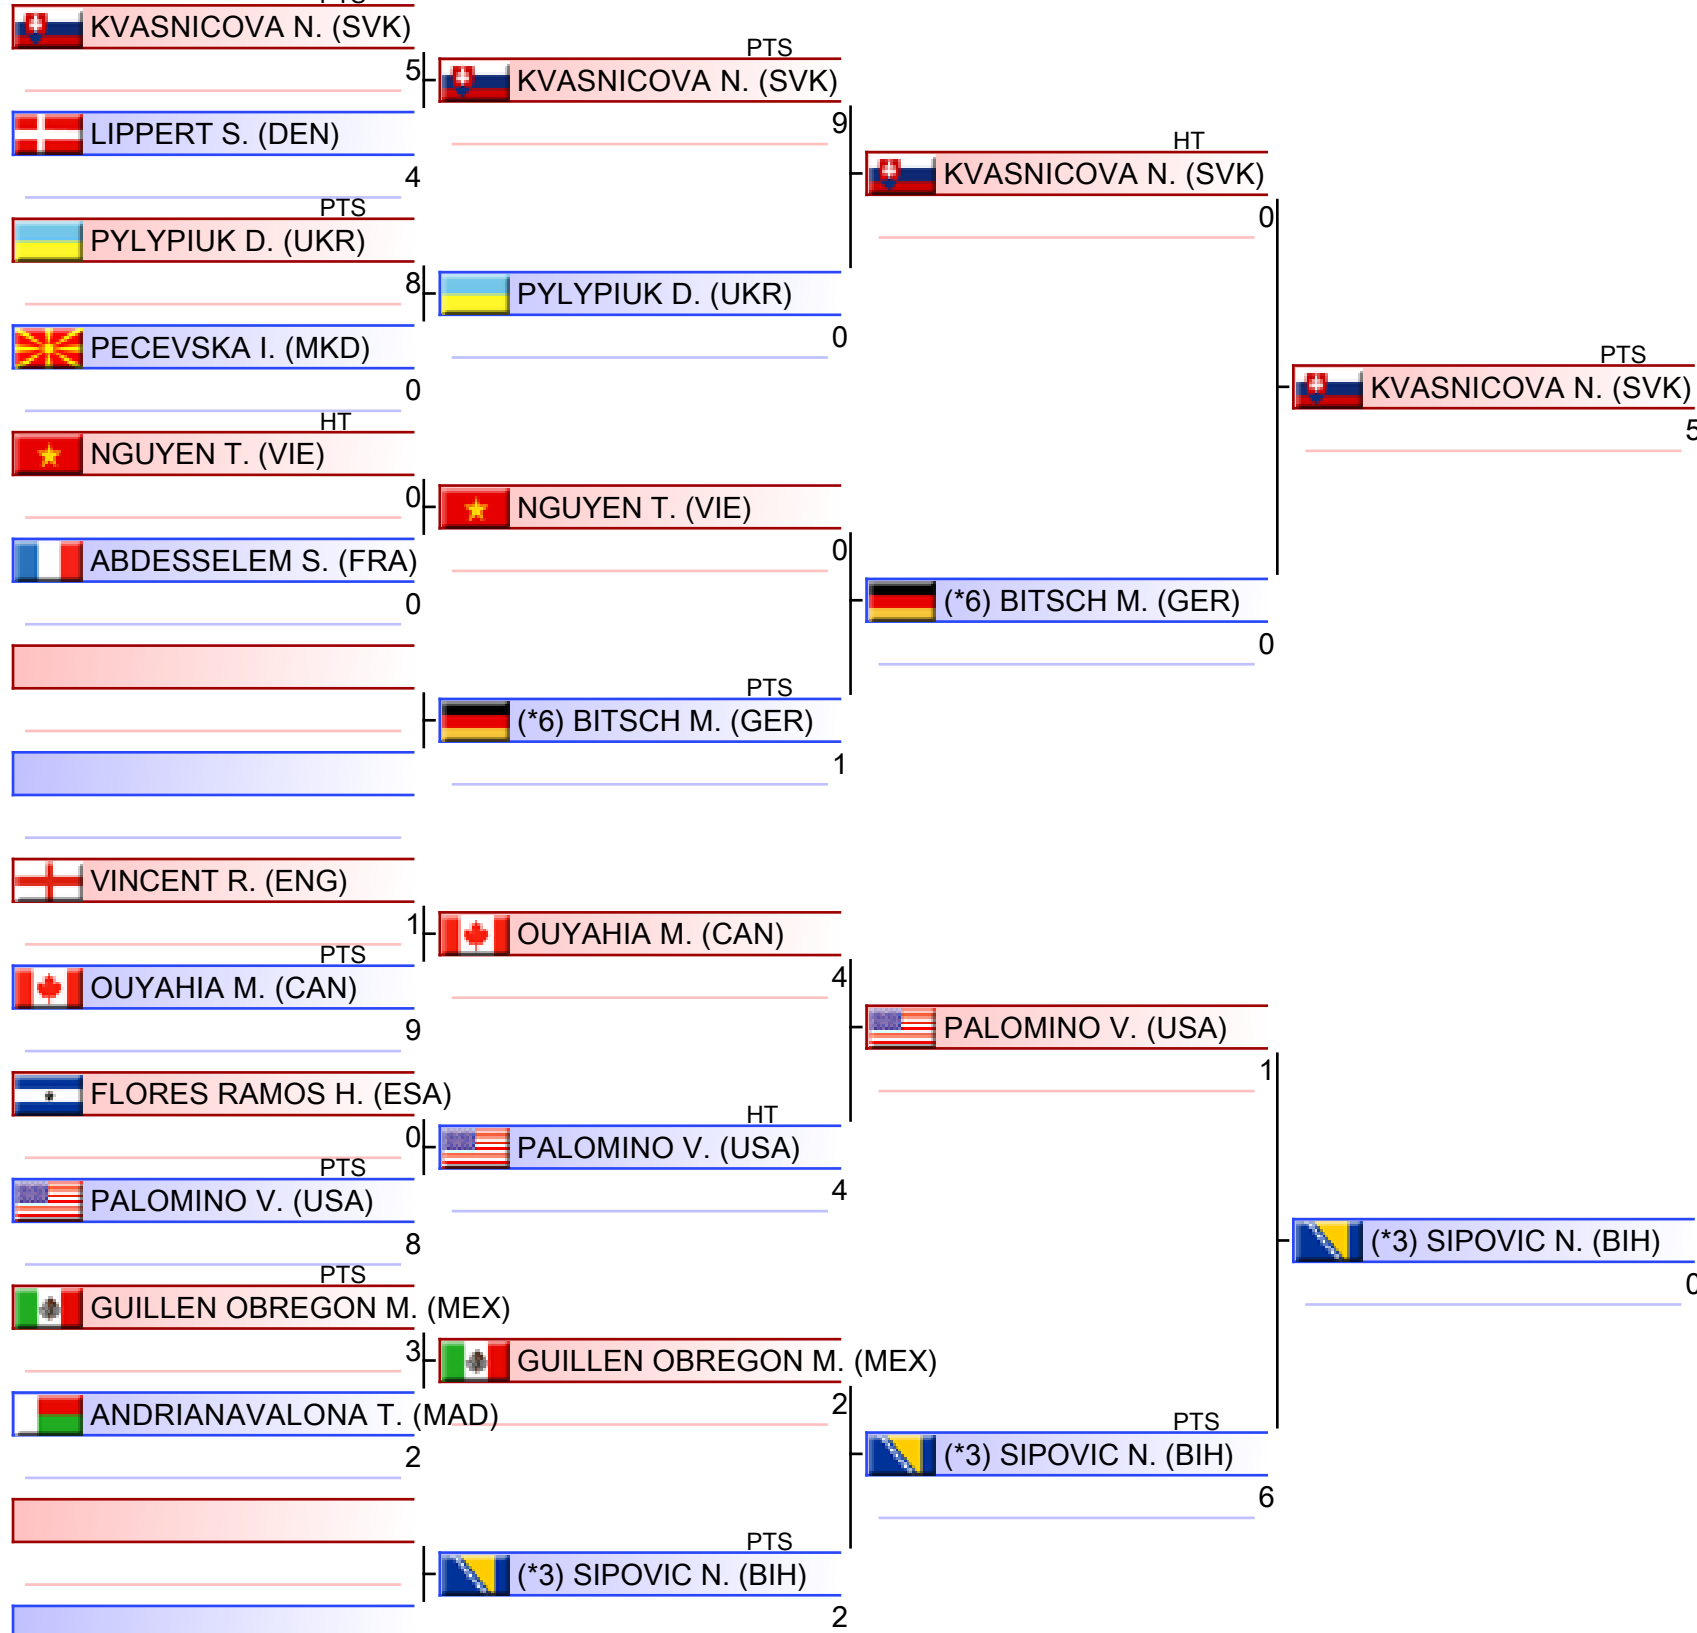 KVASNICOVA N. (SVK)
5
LIPPERT S. (DEN)
4
PTS
PYLYPIUK D. (UKR)
8
PECEVSKA I. (MKD)
0
HT
NGUYEN T. (VIE)
0
ABDESSELEM S. (FRA)
0
VINCENT R. (ENG)
1
PTS
OUYAHIA M. (CAN)
9
FLORES RAMOS H. (ESA)
0
PTS
PALOMINO V. (USA)
8
PTS
GUILLEN OBREGON M. (MEX)
3
ANDRIANAVALONA T. (MAD)
2
PTS
KVASNICOVA N. (SVK)
9
PYLYPIUK D. (UKR)
0
NGUYEN T. (VIE)
0
PTS
(*6) BITSCH M. (GER)
1
OUYAHIA M. (CAN)
4
HT
PALOMINO V. (USA)
4
GUILLEN OBREGON M. (MEX)
2
PTS
(*3) SIPOVIC N. (BIH)
2
HT
KVASNICOVA N. (SVK)
0
(*6) BITSCH M. (GER)
0
PALOMINO V. (USA)
1
PTS
(*3) SIPOVIC N. (BIH)
6
PTS
KVASNICOVA N. (SVK)
5
(*3) SIPOVIC N. (BIH)
0